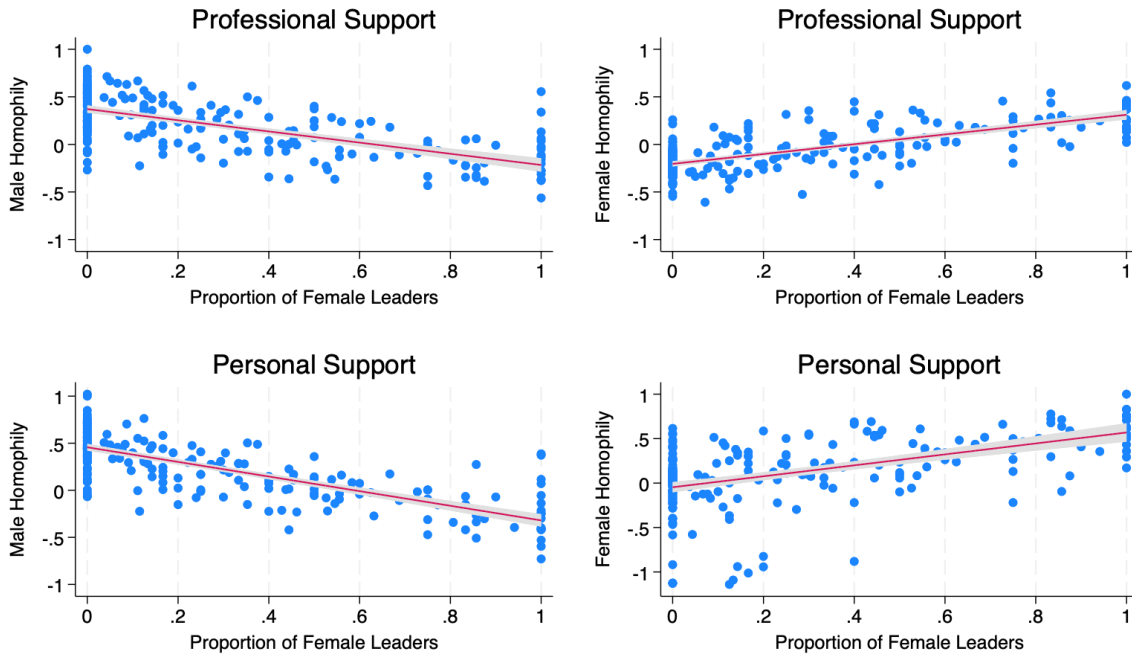 Professional Support
Male Homophily
1
.5
0
-.5
-1
0 .2 .4 .6 .8 1
Proportion of Female Leaders
Professional Support
Female Homophily
1
.5
0
-.5
-1
0 .2 .4 .6 .8 1
Proportion of Female Leaders
Personal Support
Male Homophily
1
.5
0
-.5
-1
0 .2 .4 .6 .8 1
Proportion of Female Leaders
Personal Support
Female Homophily
1
.5
0
-.5
-1
0 .2 .4 .6 .8 1
Proportion of Female Leaders